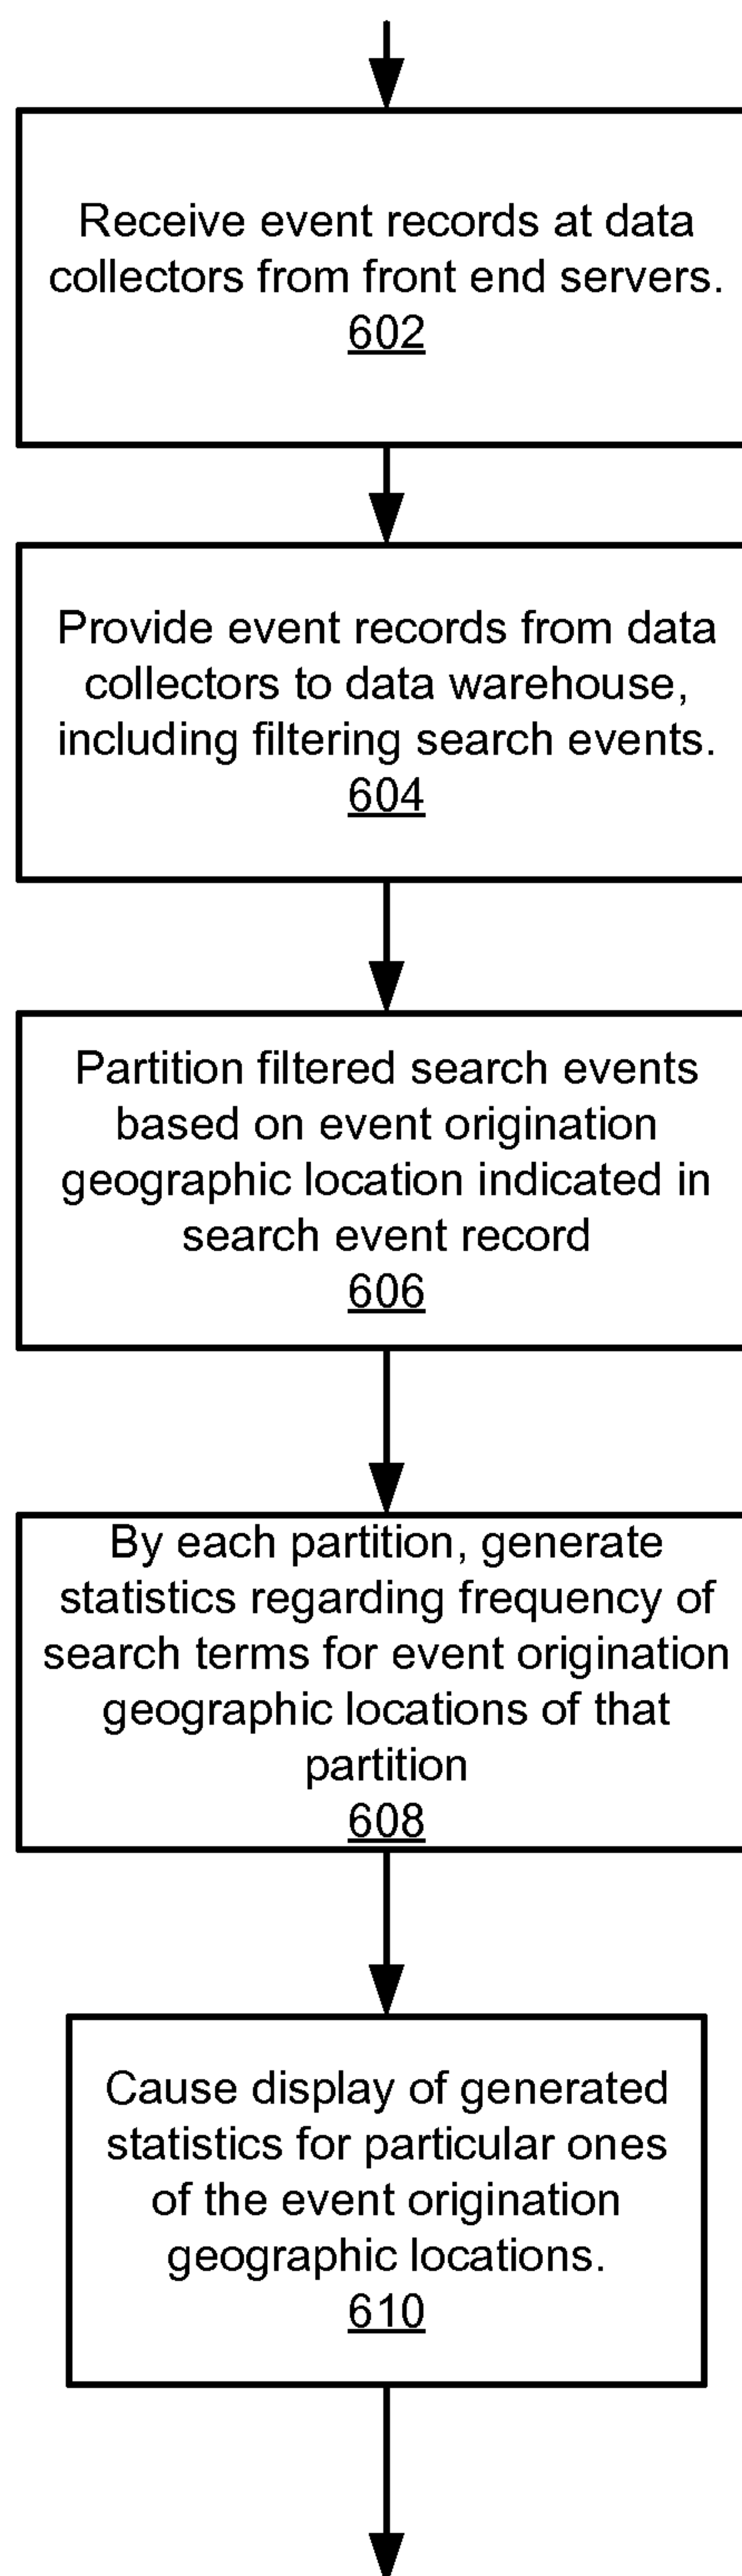 Receive event records at data
collectors from front end servers.
602
Provide event records from data
collectors to data warehouse,
including filtering search events.
604
Partition filtered search events
based on event origination
geographic location indicated in
search event record
606
By each partition, generate
statistics regarding frequency of
search terms for event origination
geographic locations of that
partition
608
Cause display of generated
statistics for particular ones
of the event origination
geographic locations.
610